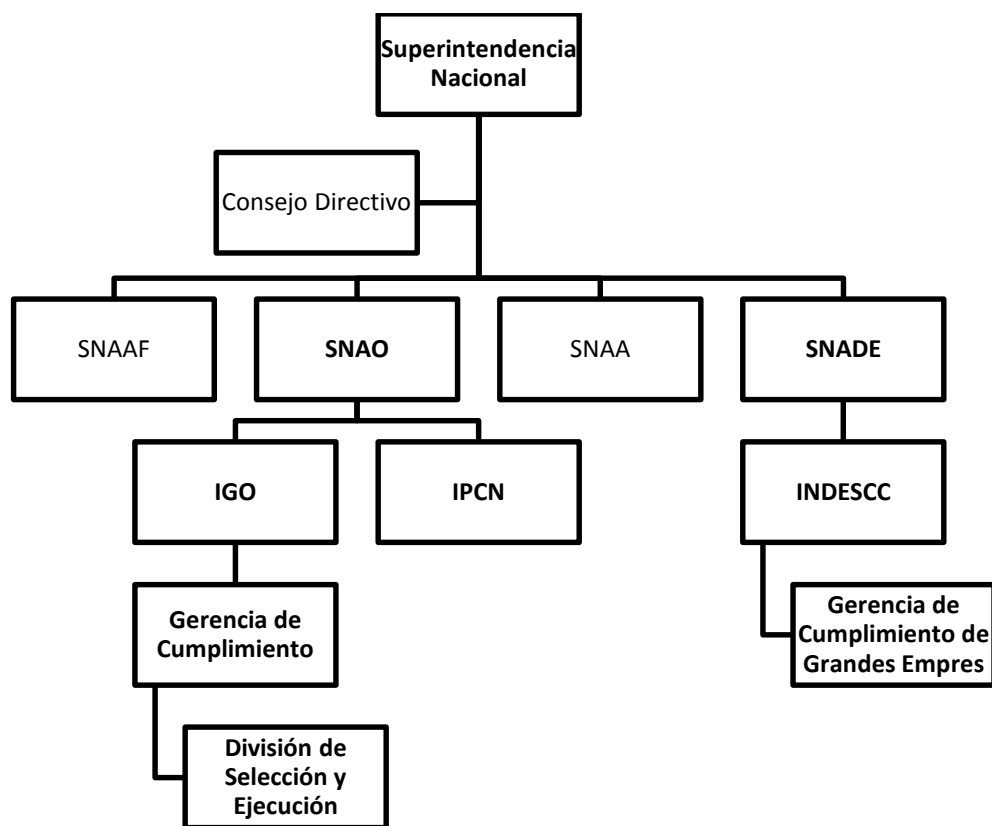 Superintendencia
Nacional
Consejo Directivo
SNAAF
SNAO
SNAA
SNADE
IGO
IPCN
INDESCC
Gerencia de
Cumplimiento
Gerencia de
Cumplimiento de
Grandes Empres
División de
Selección y
Ejecución